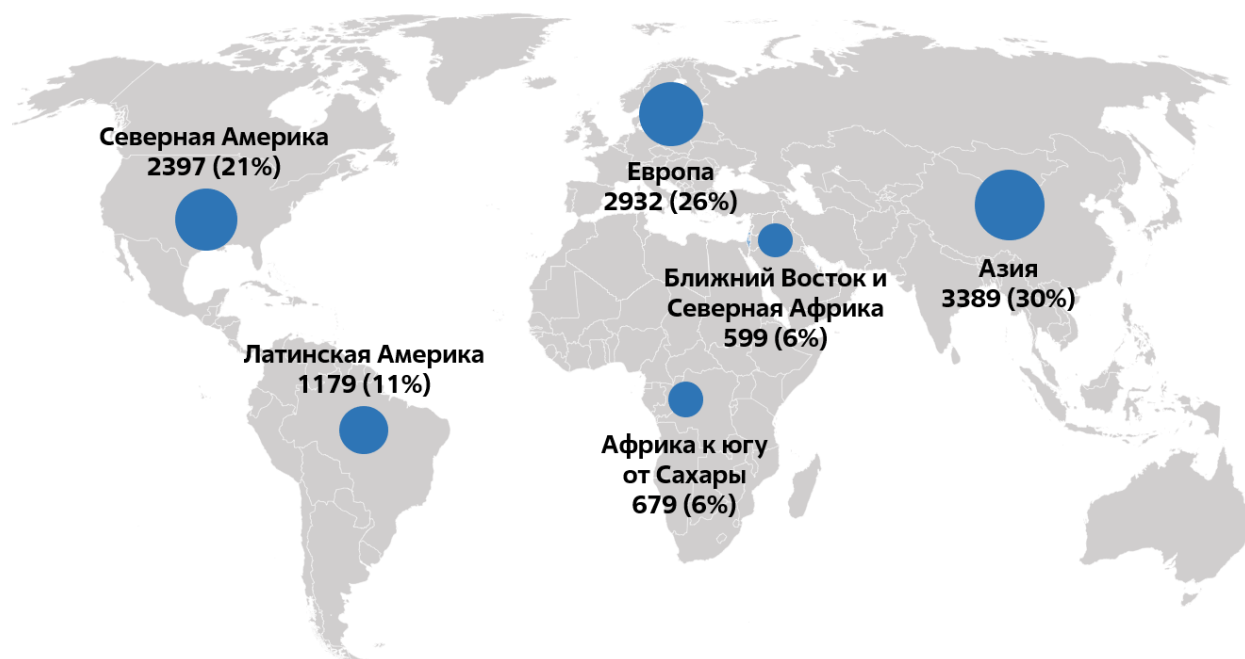 Северная Америка
2397 (21%)
Европа
2932 (26%)
Азия
3389 (30%)
Ближний Восток и
Северная Африка
599 (6%)
Латинская Америка
1179 (11%)
Африка к югу
от Сахары
679 (6%)